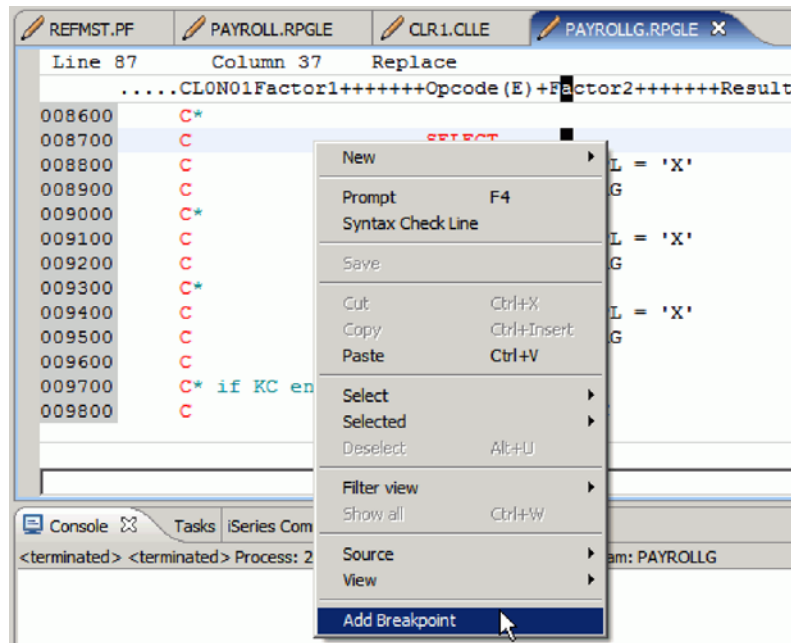 REFMST.PF PAYROLL.RPGLE CLR1.CLLE PAYROLLG.RPGLE
Line 87 Column 37 Replace
.....CL0N01Factor1+++++++Opcode(E)+Factor2+++++++Result
008600 C*
008700 C SELECT
008800 C L = 'X'
008900 C G
009000 C*
009100 C L = 'X'
009200 C G
009300 C*
009400 C L = 'X'
009500 C G
009600 C
009700 C* if KC en
009800 C
New
Prompt F4
Syntax Check Line
Save
Cut Ctrl+X
Copy Ctrl+Insert
Paste Ctrl+V
Select
Selected
Deselect Alt+U
Filter view
Show all Ctrl+W
Source
View
Add Breakpoint
Console Tasks iSeries Com
<terminated> <terminated> Process: 2 am: PAYROLLG